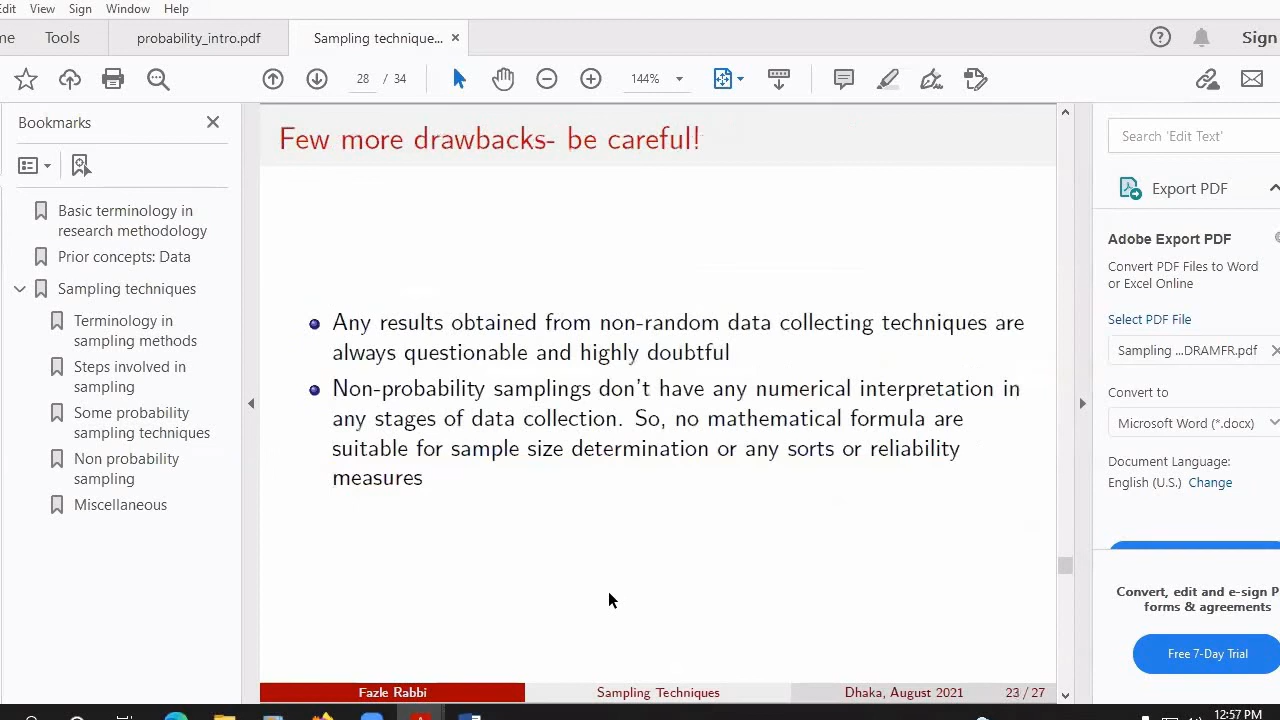 Edit View Sign Window Help
me Tools probability_intro.pdf Sampling technique... × Sign
28 / 34 144%
Bookmarks
Basic terminology in
research methodology
Prior concepts: Data
Sampling techniques
Terminology in
sampling methods
Steps involved in
sampling
Some probability
sampling techniques
Non probability
sampling
Miscellaneous
Few more drawbacks- be careful!
Any results obtained from non-random data collecting techniques are
always questionable and highly doubtful
Non-probability samplings don't have any numerical interpretation in
any stages of data collection. So, no mathematical formula are
suitable for sample size determination or any sorts or reliability
measures
Fazle Rabbi Sampling Techniques Dhaka, August 2021 23 / 27
Search 'Edit Text'
Export PDF
Adobe Export PDF
Convert PDF Files to Word
or Excel Online
Select PDF File
Sampling ...DRAMFR.pdf ×
Convert to
Microsoft Word (*.docx)
Document Language:
English (U.S.) Change
Convert, edit and e-sign P
forms & agreements
Free 7-Day Trial
12:57 PM